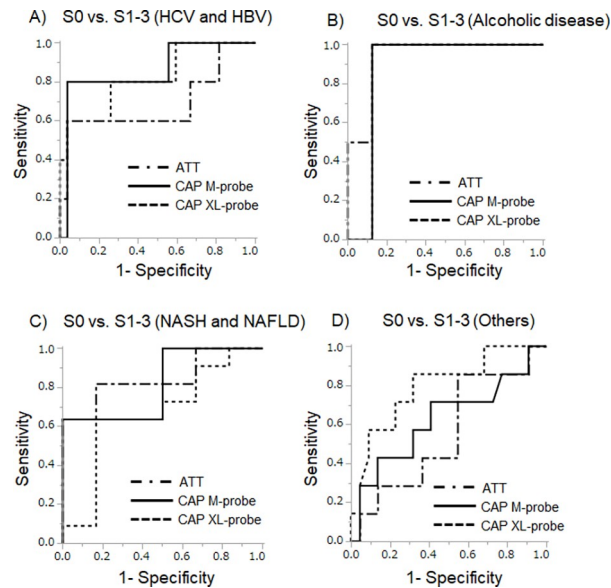 A) S0 vs. S1-3 (HCV and HBV)
Sensitivity
1.0
0.8
0.6
0.4
0.2
0.0
ATT
CAP M-probe
CAP XL-probe
0.0 0.2 0.4 0.6 0.8 1.0
1- Specificity
B) S0 vs. S1-3 (Alcoholic disease)
Sensitivity
1.0
0.8
0.6
0.4
0.2
0.0
ATT
CAP M-probe
CAP XL-probe
0.0 0.2 0.4 0.6 0.8 1.0
1- Specificity
C) S0 vs. S1-3 (NASH and NAFLD)
Sensitivity
1.0
0.8
0.6
0.4
0.2
0.0
ATT
CAP M-probe
CAP XL-probe
0.0 0.2 0.4 0.6 0.8 1.0
1- Specificity
D) S0 vs. S1-3 (Others)
Sensitivity
1.0
0.8
0.6
0.4
0.2
0.0
ATT
CAP M-probe
CAP XL-probe
0.0 0.2 0.4 0.6 0.8 1.0
1- Specificity